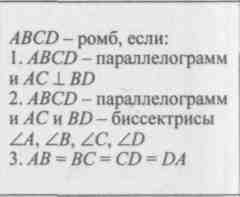 ABCD – ромб, если:
1. ABCD – параллелограмм
и AC ⊥ BD
2. ABCD – параллелограмм
и AC и BD – биссектрисы
∠A, ∠B, ∠C, ∠D
3. AB = BC = CD = DA